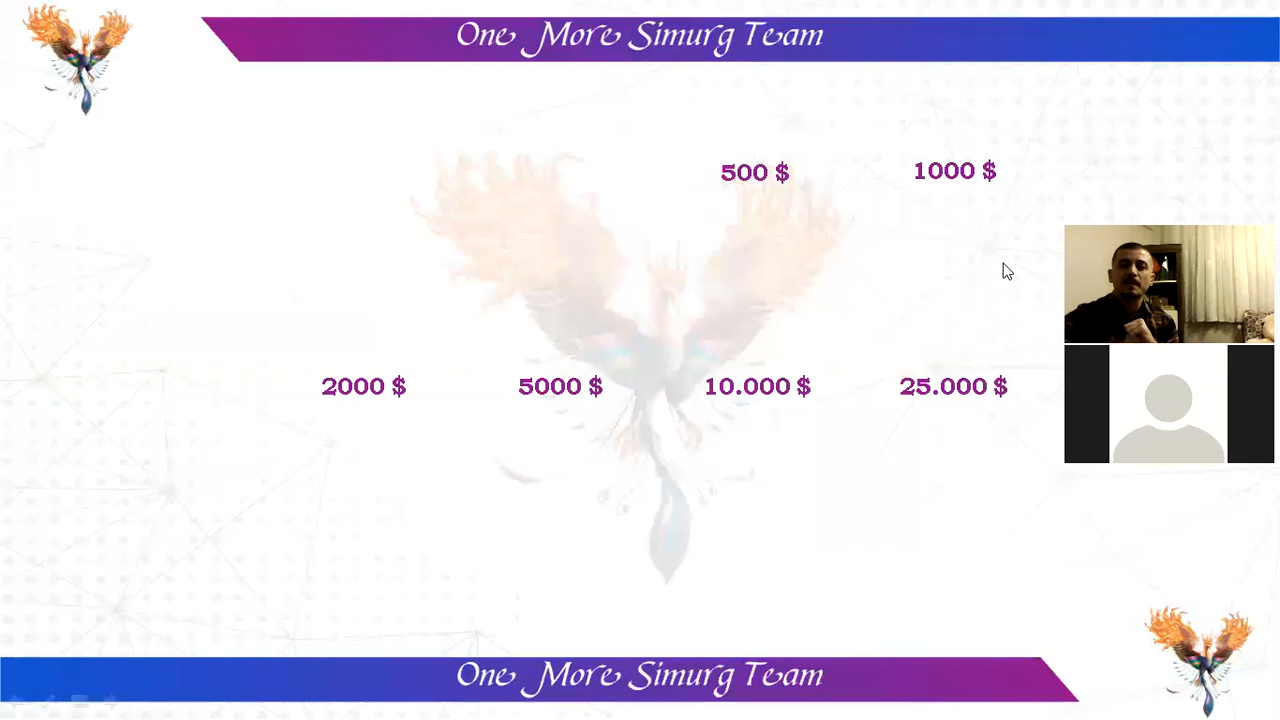 One More Simurg Team
500 $ 1000 $
2000 $ 5000 $ 10.000 $ 25.000 $
One More Simurg Team